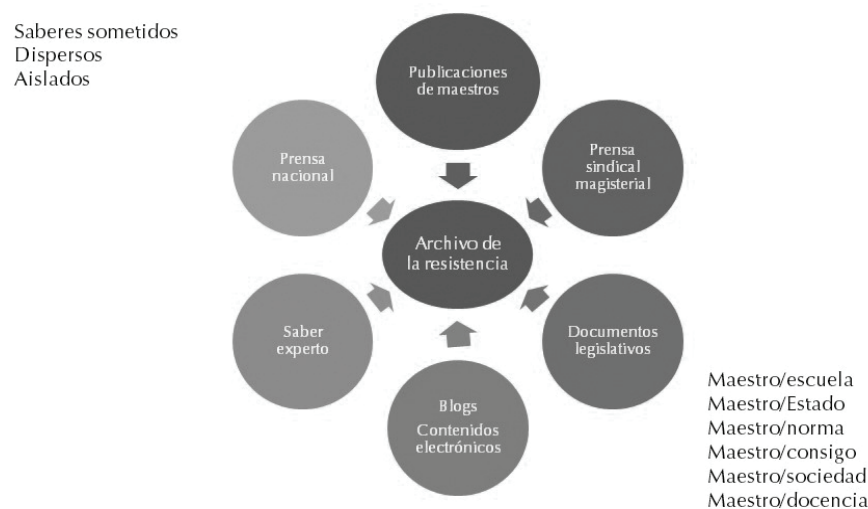 Saberes sometidos
Dispersos
Aislados
Publicaciones
de maestros
Prensa
nacional
Prensa
sindical
magisterial
Archivo de
la resistencia
Saber
experto
Documentos
legislativos
Blogs
Contenidos
electrónicos
Maestro/escuela
Maestro/Estado
Maestro/norma
Maestro/consigo
Maestro/sociedad
Maestro/docencia